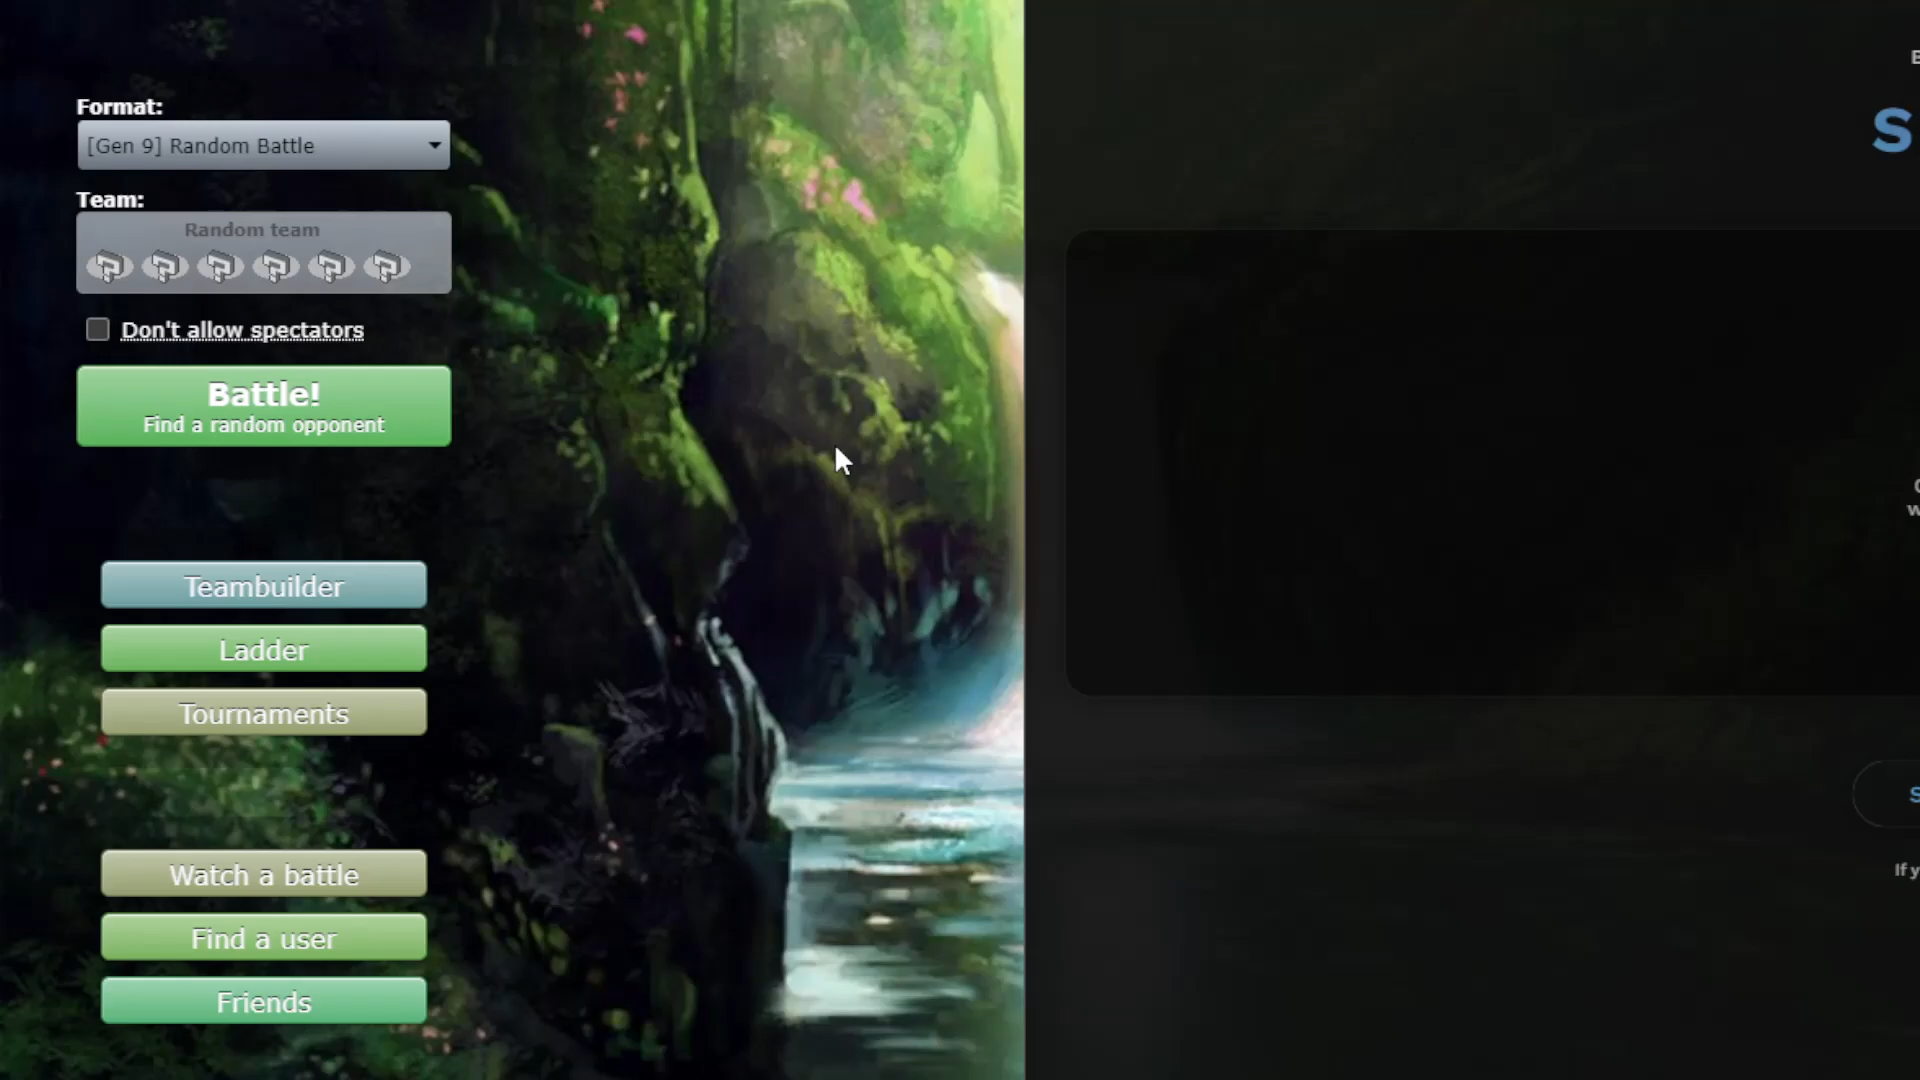 Format:
[Gen 9] Random Battle
Team:
Random team
Don't allow spectators
Battle!
Find a random opponent
Teambuilder
Ladder
Tournaments
Watch a battle
Find a user
Friends
S
If y